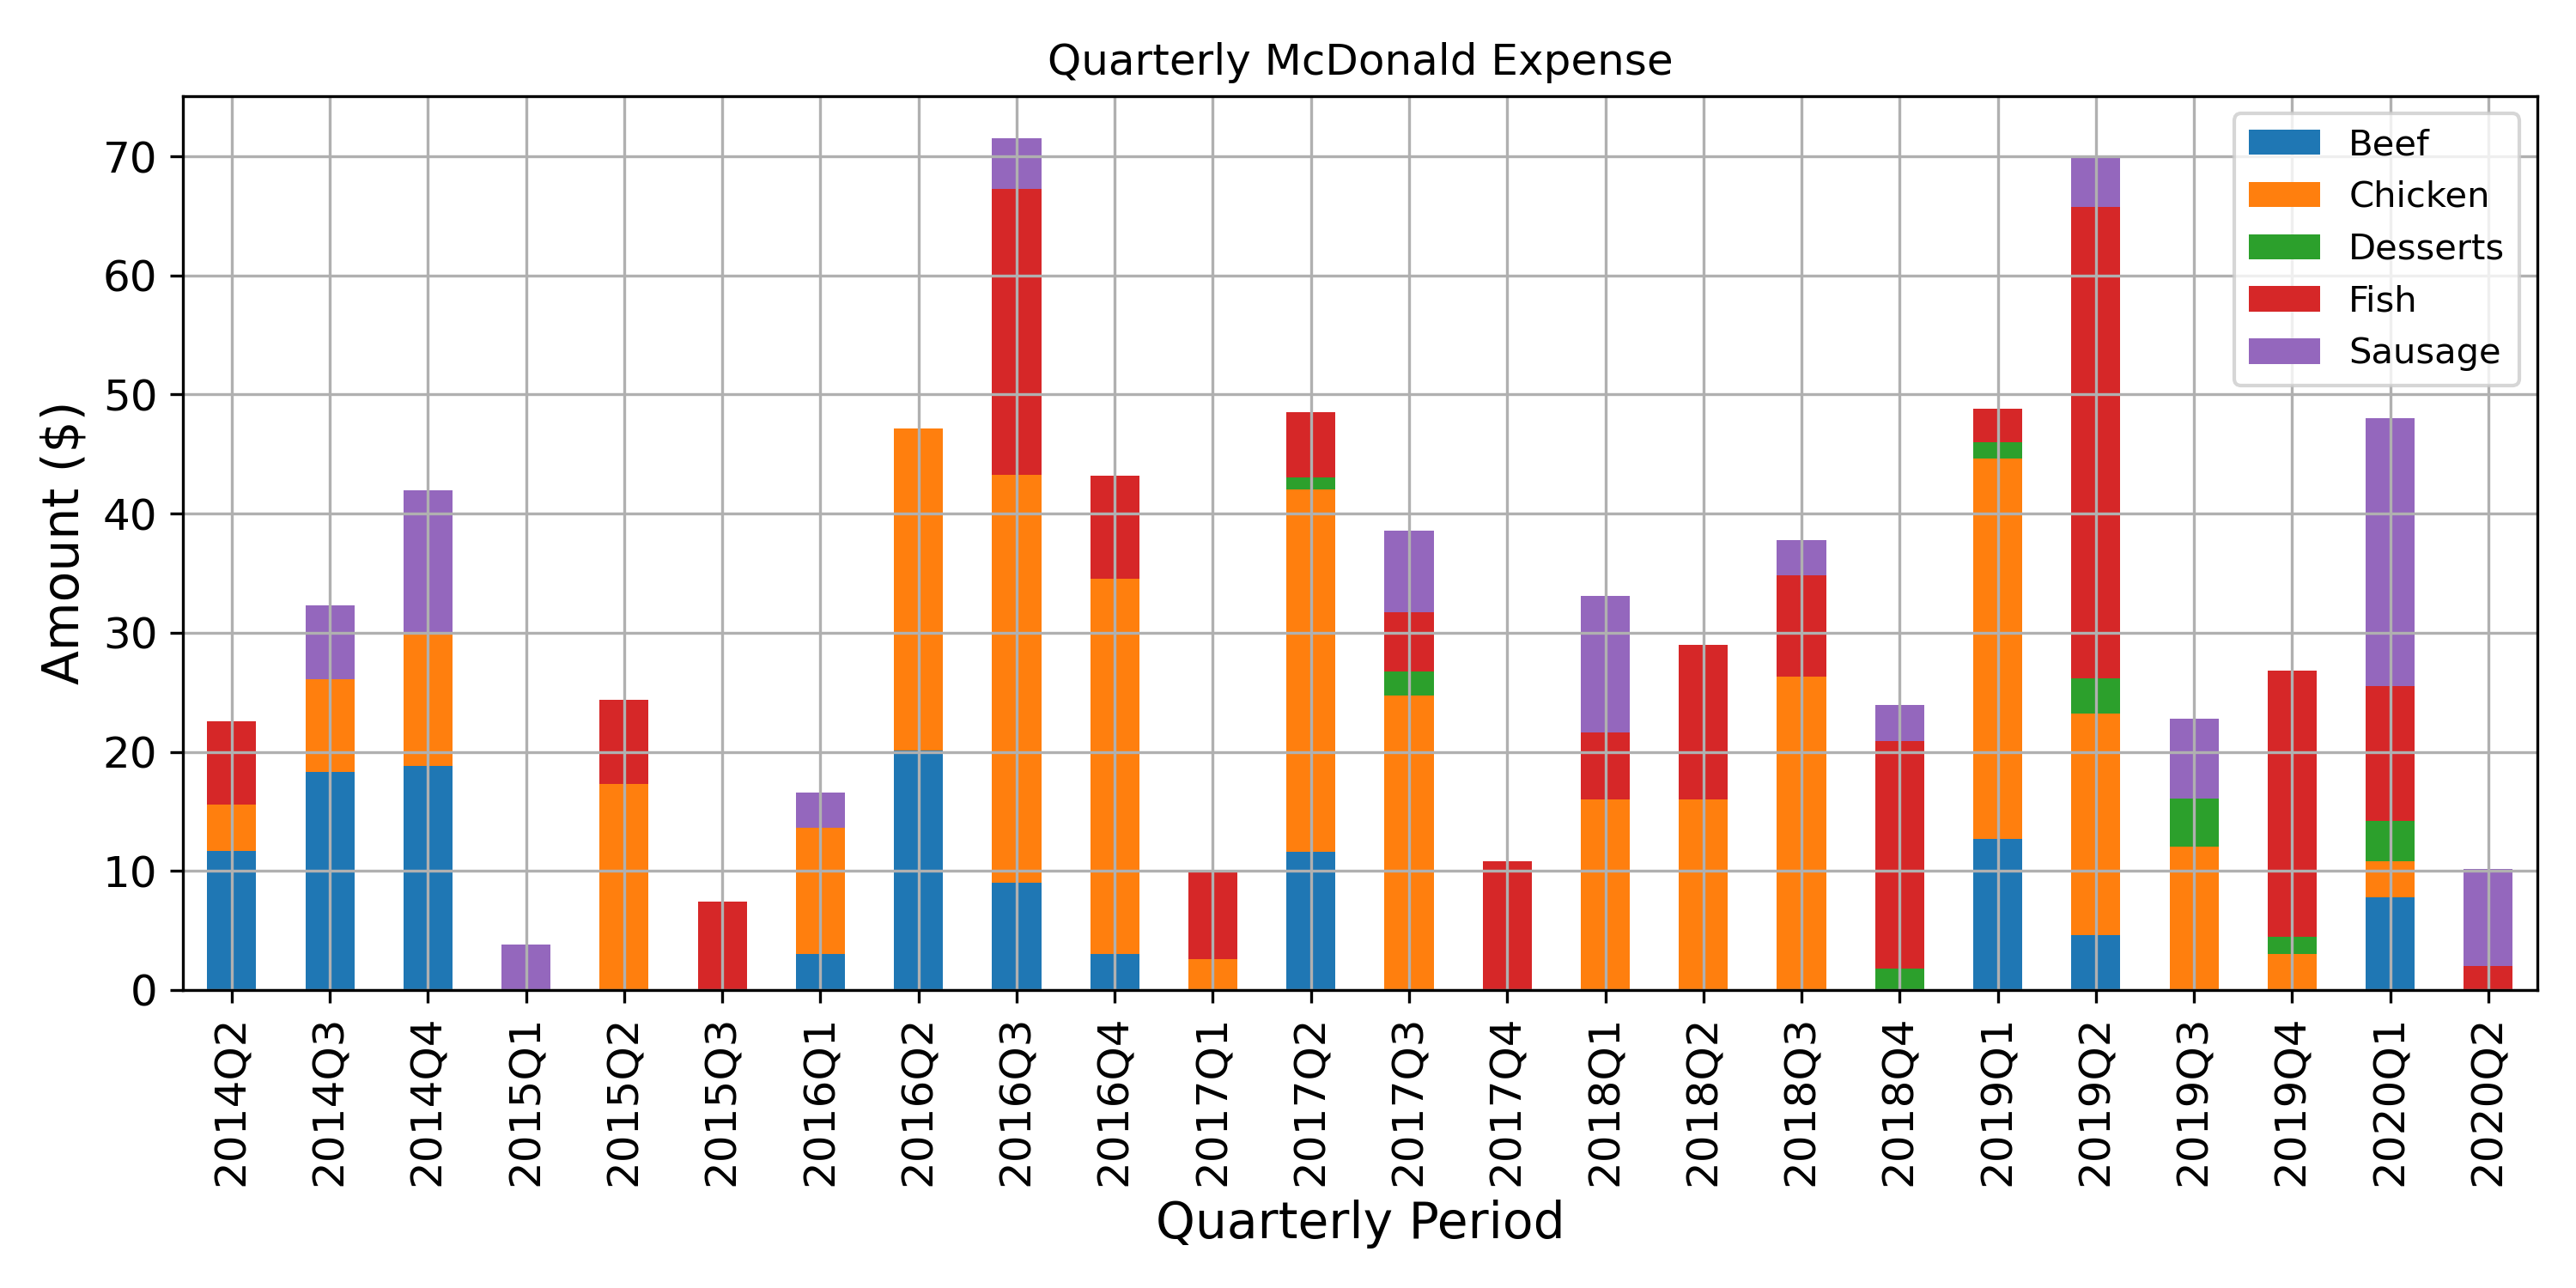 Quarterly McDonald Expense
Amount ($)
70
60
50
40
30
20
10
0
Beef
Chicken
Desserts
Fish
Sausage
2014Q2
2014Q3
2014Q4
2015Q1
2015Q2
2015Q3
2016Q1
2016Q2
2016Q3
2016Q4
2017Q1
2017Q2
2017Q3
2017Q4
2018Q1
2018Q2
2018Q3
2018Q4
2019Q1
2019Q2
2019Q3
2019Q4
2020Q1
2020Q2
Quarterly Period